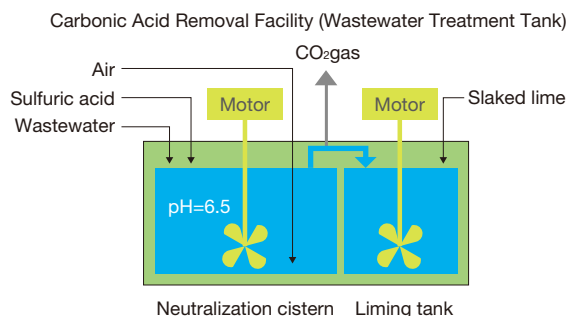 Carbonic Acid Removal Facility (Wastewater Treatment Tank)
CO₂gas
Air
Sulfuric acid
Wastewater
Motor
Motor
Slaked lime
pH=6.5
Neutralization cistern
Liming tank